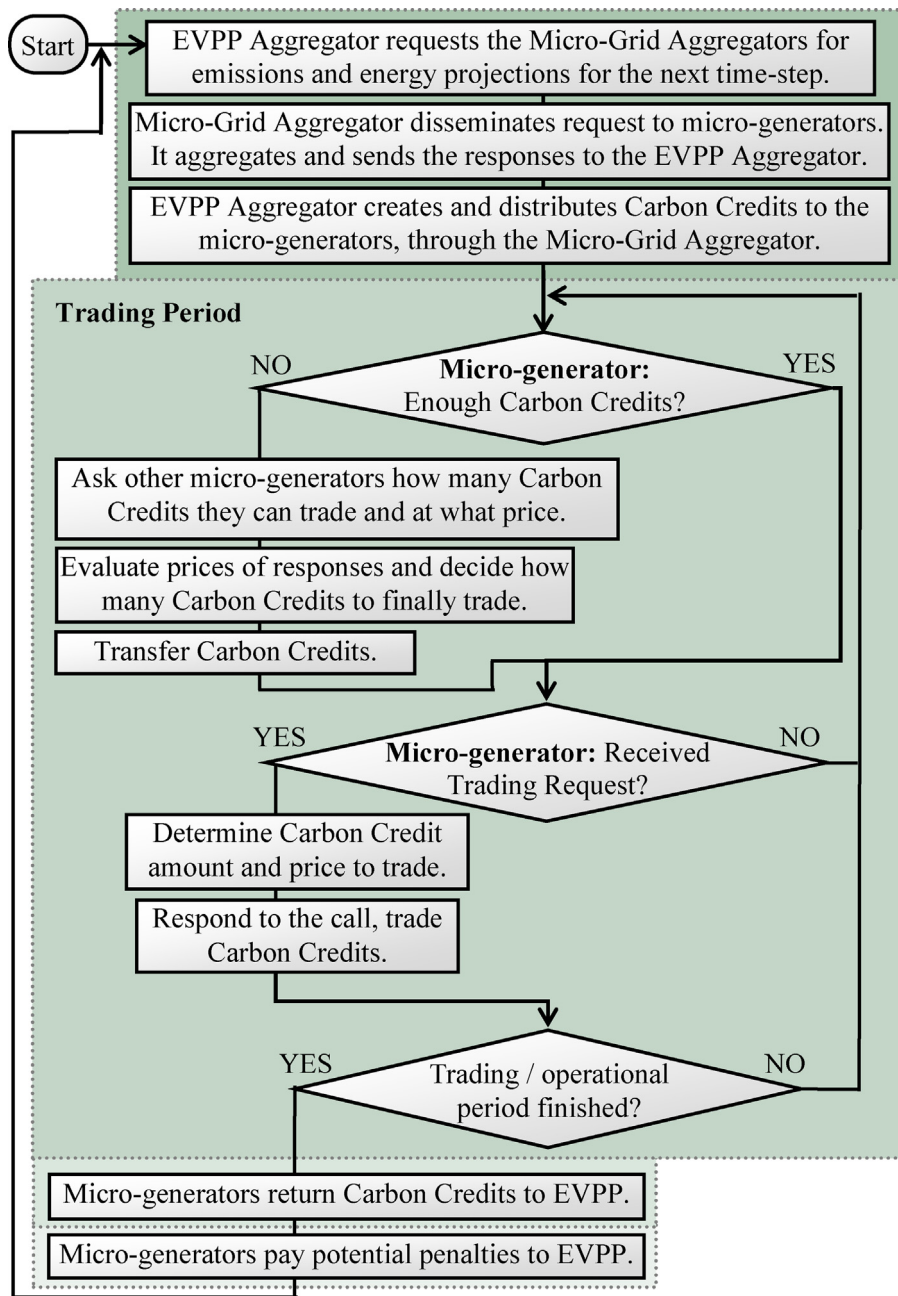 Start
EVPP Aggregator requests the Micro-Grid Aggregators for
emissions and energy projections for the next time-step.
Micro-Grid Aggregator disseminates request to micro-generators.
It aggregates and sends the responses to the EVPP Aggregator.
EVPP Aggregator creates and distributes Carbon Credits to the
micro-generators, through the Micro-Grid Aggregator.
Trading Period
NO
YES
Micro-generator:
Enough Carbon Credits?
Ask other micro-generators how many Carbon
Credits they can trade and at what price.
Evaluate prices of responses and decide how
many Carbon Credits to finally trade.
Transfer Carbon Credits.
YES
NO
Micro-generator: Received
Trading Request?
Determine Carbon Credit
amount and price to trade.
Respond to the call, trade
Carbon Credits.
YES
NO
Trading / operational
period finished?
Micro-generators return Carbon Credits to EVPP.
Micro-generators pay potential penalties to EVPP.